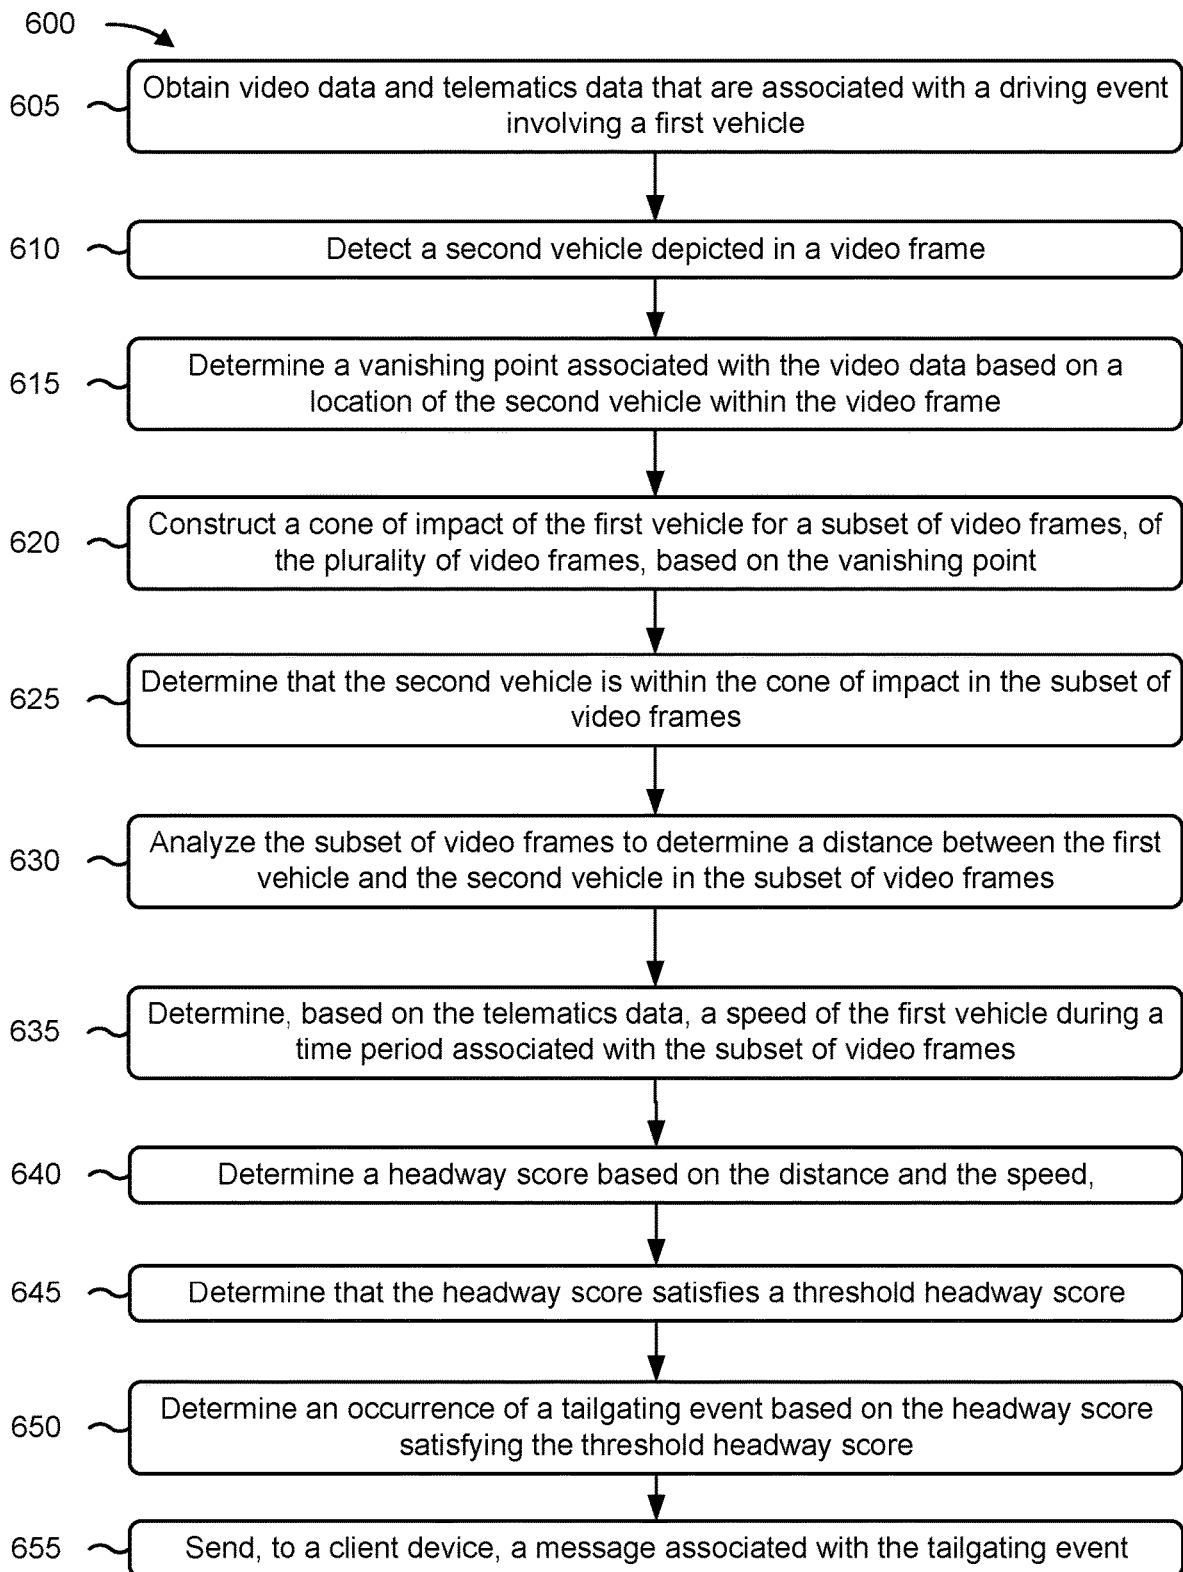 600
605
Obtain video data and telematics data that are associated with a driving event
involving a first vehicle
610
Detect a second vehicle depicted in a video frame
615
Determine a vanishing point associated with the video data based on a
location of the second vehicle within the video frame
620
Construct a cone of impact of the first vehicle for a subset of video frames, of
the plurality of video frames, based on the vanishing point
625
Determine that the second vehicle is within the cone of impact in the subset of
video frames
630
Analyze the subset of video frames to determine a distance between the first
vehicle and the second vehicle in the subset of video frames
635
Determine, based on the telematics data, a speed of the first vehicle during a
time period associated with the subset of video frames
640
Determine a headway score based on the distance and the speed,
645
Determine that the headway score satisfies a threshold headway score
650
Determine an occurrence of a tailgating event based on the headway score
satisfying the threshold headway score
655
Send, to a client device, a message associated with the tailgating event